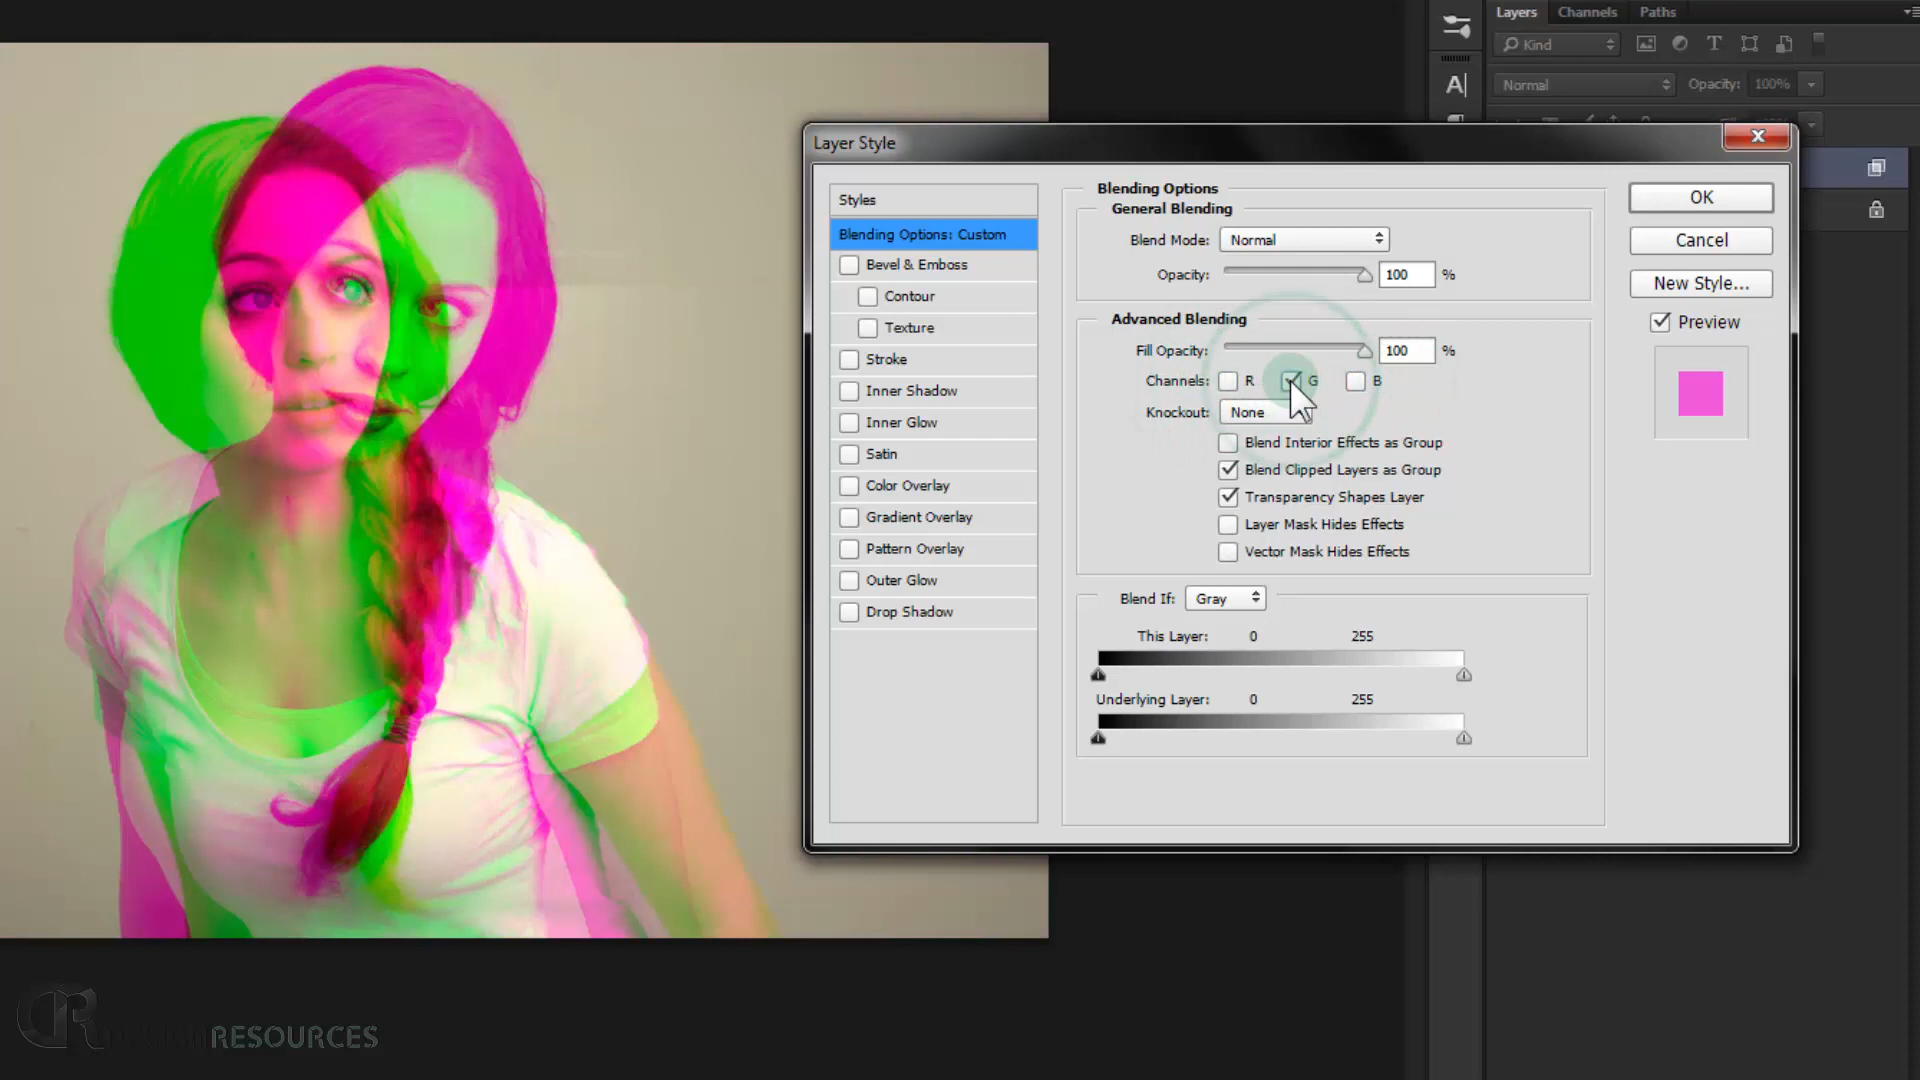 Layers Channels Paths
Kind
Normal Opacity: 100%
Layer Style
Styles
Blending Options: Custom
Bevel & Emboss
Contour
Texture
Stroke
Inner Shadow
Inner Glow
Satin
Color Overlay
Gradient Overlay
Pattern Overlay
Outer Glow
Drop Shadow
Blending Options
General Blending
Blend Mode: Normal
Opacity: 100 %
Advanced Blending
Fill Opacity: 100 %
Channels: R G B
Knockout: None
Blend Interior Effects as Group
Blend Clipped Layers as Group
Transparency Shapes Layer
Layer Mask Hides Effects
Vector Mask Hides Effects
Blend If: Gray
This Layer: 0 255
Underlying Layer: 0 255
OK
Cancel
New Style...
Preview
RESOURCES